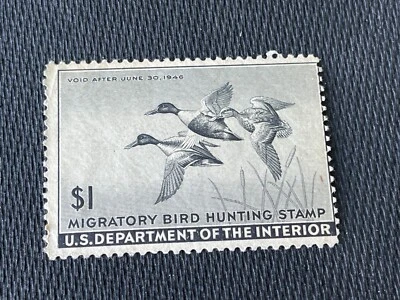 VOID AFTER JUNE 30, 1946
$1
MIGRATORY BIRD HUNTING STAMP
U.S. DEPARTMENT OF THE INTERIOR